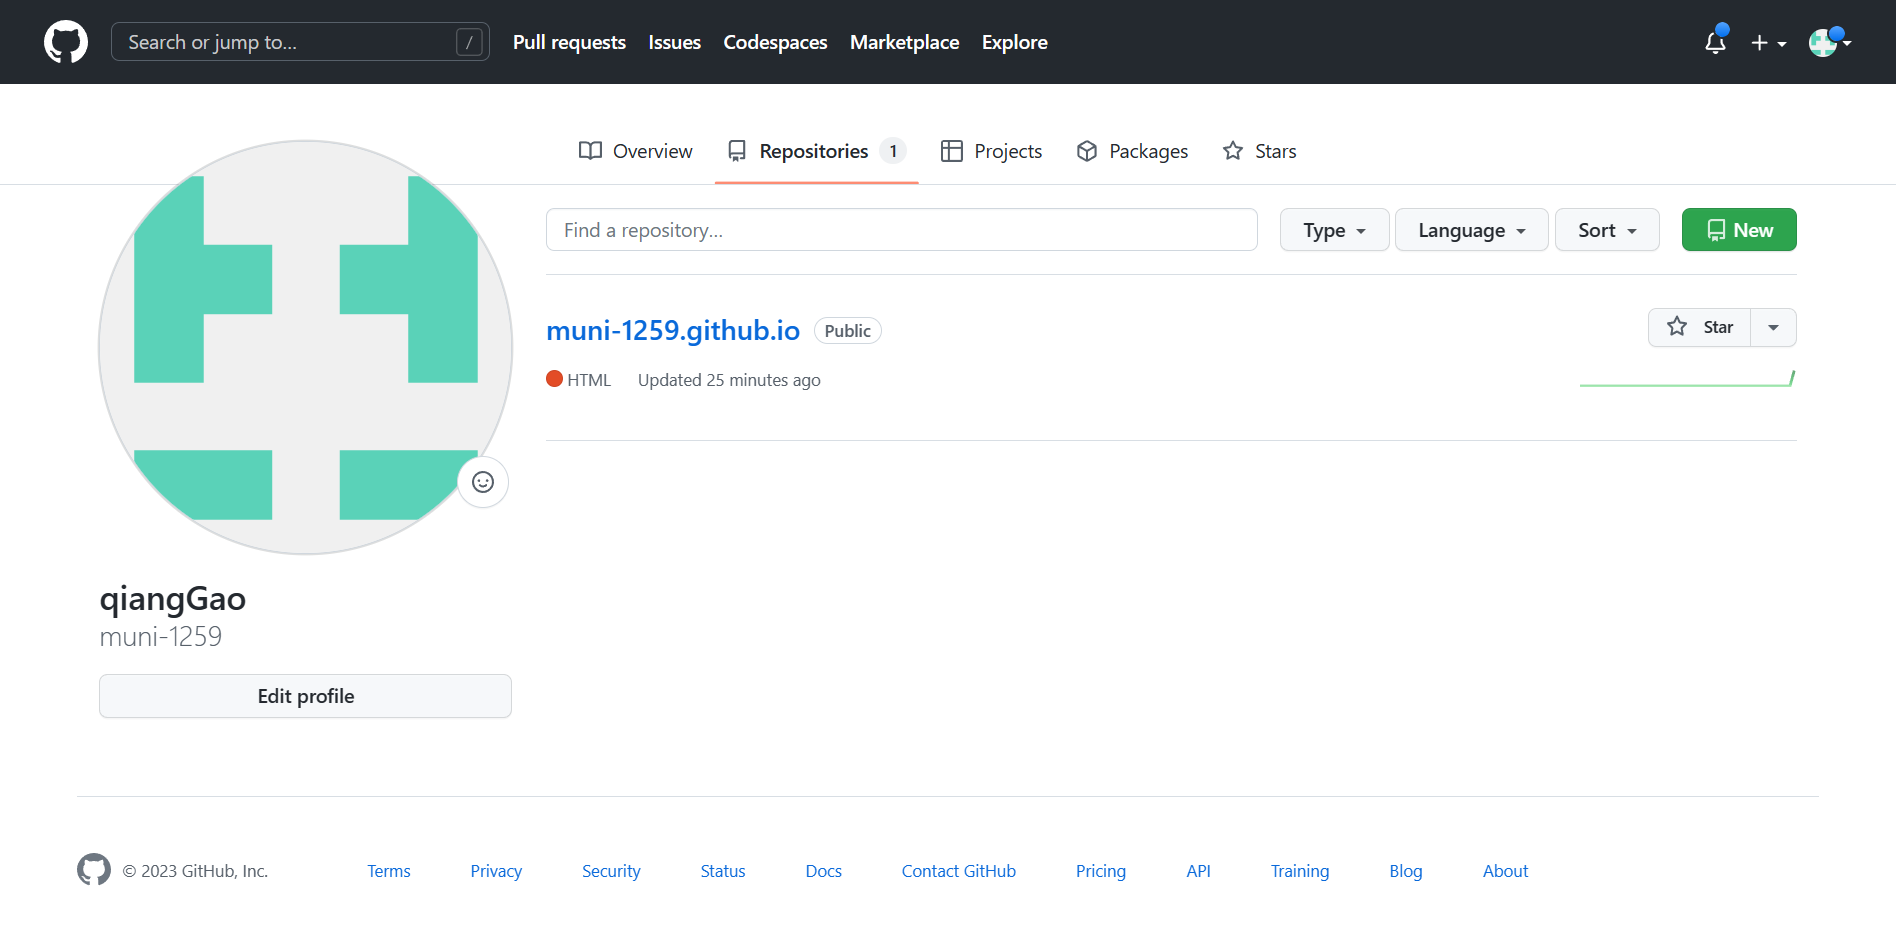 Search or jump to... /
Pull requests Issues Codespaces Marketplace Explore
Overview Repositories 1 Projects Packages Stars
Find a repository... Type Language Sort New
muni-1259.github.io Public Star
HTML Updated 25 minutes ago
qiangGao
muni-1259
Edit profile
© 2023 GitHub, Inc. Terms Privacy Security Status Docs Contact GitHub Pricing API Training Blog About